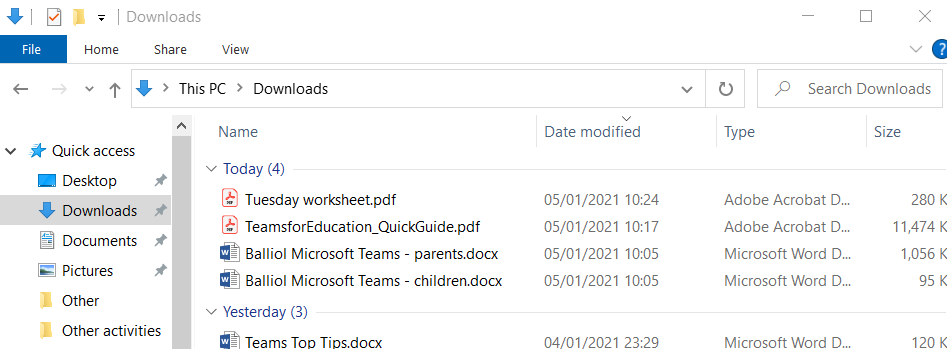 Downloads
File Home Share View
This PC Downloads Search Downloads
Name Date modified Type Size
Quick access
Desktop
Downloads
Documents
Pictures
Other
Other activities
Today (4)
Tuesday worksheet.pdf 05/01/2021 10:24 Adobe Acrobat D... 280 K
TeamsforEducation_QuickGuide.pdf 05/01/2021 10:17 Adobe Acrobat D... 11,474 K
Balliol Microsoft Teams - parents.docx 05/01/2021 10:05 Microsoft Word D... 1,056 K
Balliol Microsoft Teams - children.docx 05/01/2021 10:05 Microsoft Word D... 95 K
Yesterday (3)
Teams Top Tips.docx 04/01/2021 23:29 Microsoft Word D... 120 K